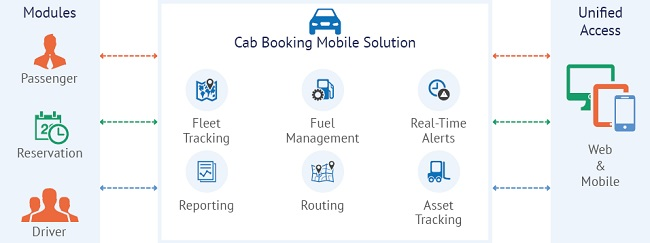 Modules
Passenger
2
Reservation
Driver
Cab Booking Mobile Solution
Fleet
Tracking
Fuel
Management
Real-Time
Alerts
Reporting
Routing
Asset
Tracking
Unified
Access
Web
&
Mobile